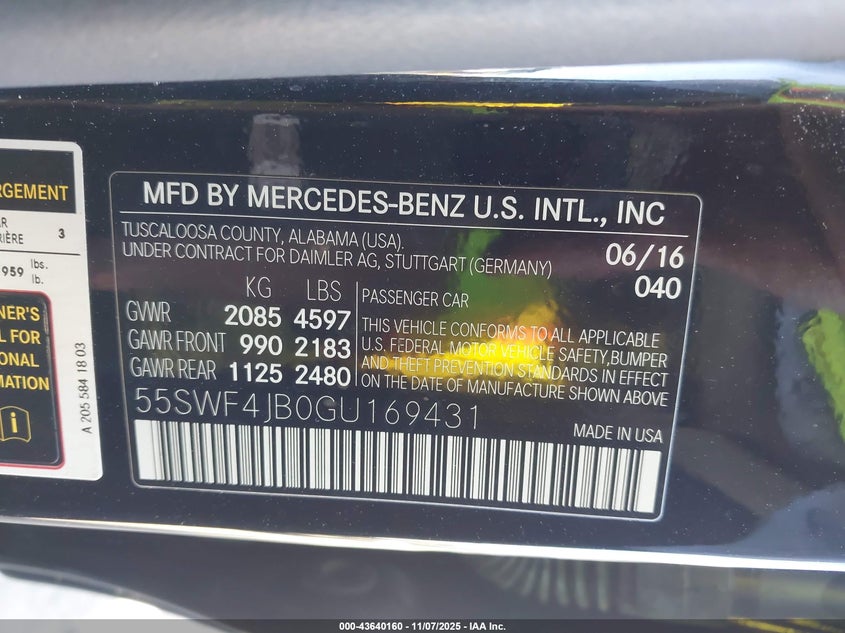 RGEMENT
3
959 lbs.
lb.
NER'S
L FOR
ONAL
MATION
A 205 584 18 03
MFD BY MERCEDES-BENZ U.S. INTL., INC
TUSCALOOSA COUNTY, ALABAMA (USA).
UNDER CONTRACT FOR DAIMLER AG, STUTTGART (GERMANY)
06/16
040
KG LBS
GVWR 2085 4597
GAWR FRONT 990 2183
GAWR REAR 1125 2480
PASSENGER CAR
THIS VEHICLE CONFORMS TO ALL APPLICABLE
U.S. FEDERAL MOTOR VEHICLE SAFETY,BUMPER
AND THEFT PREVENTION STANDARDS IN EFFECT
ON THE DATE OF MANUFACTURE SHOWN ABOVE
55SWF4JB0GU169431
MADE IN USA
000-43640160 - 11/07/2025 - IAA Inc.